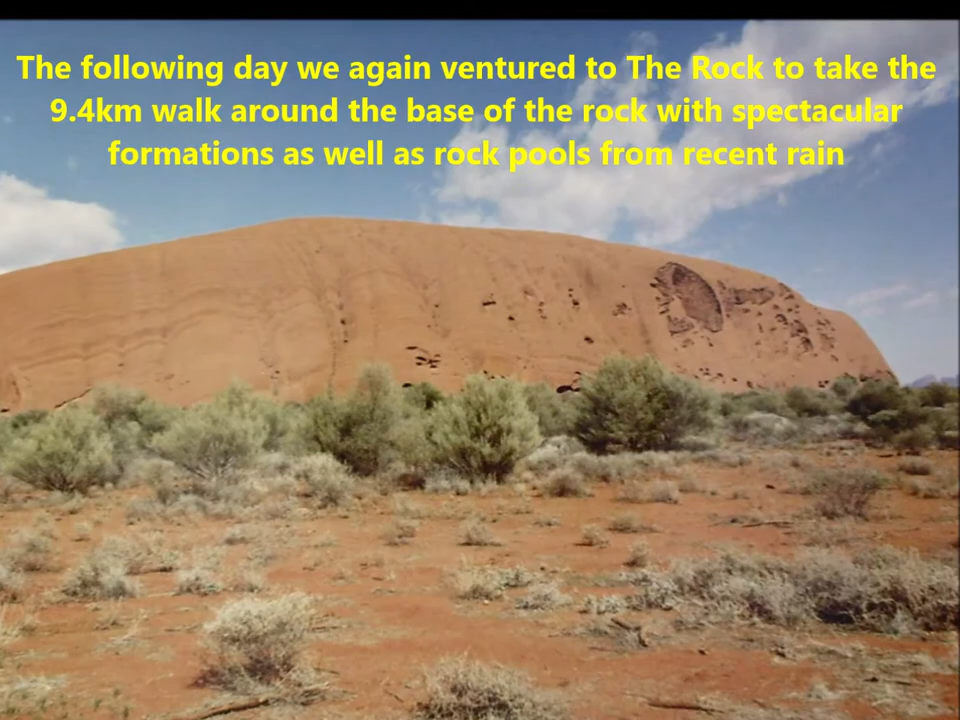 The following day we again ventured to The Rock to take the
9.4km walk around the base of the rock with spectacular
formations as well as rock pools from recent rain